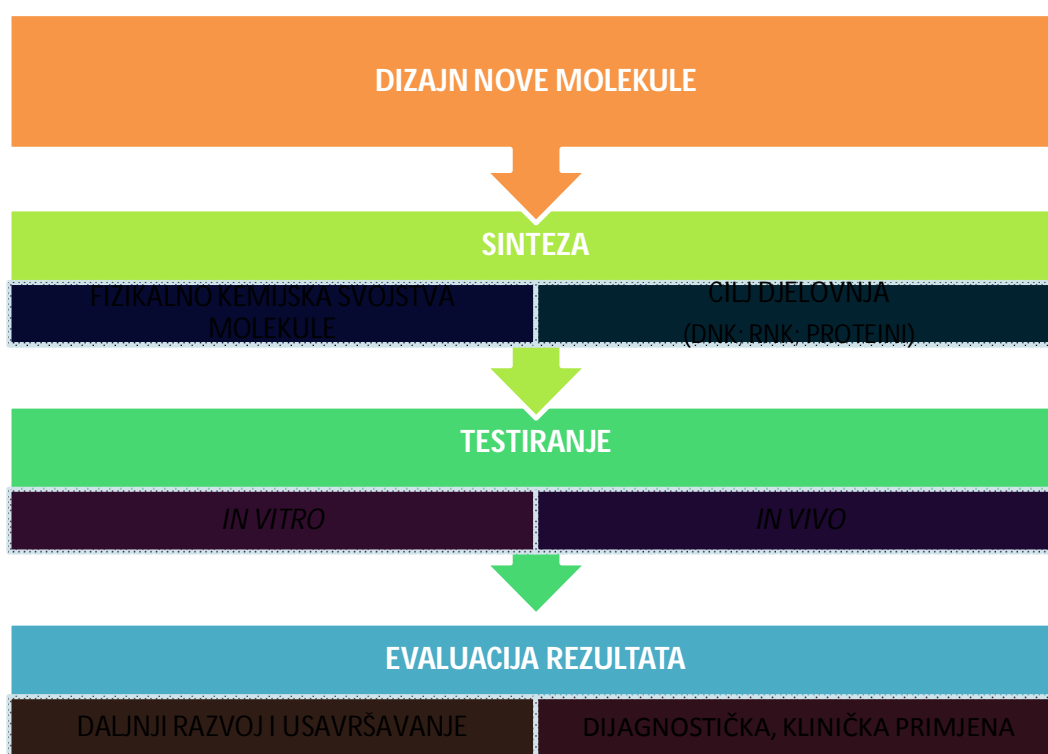 DIZAJN NOVE MOLEKULE
SINTEZA
FIZIKALNO KEMIJSKA SVOJSTVA
MOLEKULE
CILJ DJELOVNJA
(DNK; RNK; PROTEINI)
TESTIRANJE
IN VITRO
IN VIVO
EVALUACIJA REZULTATA
DALJNJI RAZVOJ I USAVRŠAVANJE
DIJAGNOSTIČKA, KLINIČKA PRIMJENA